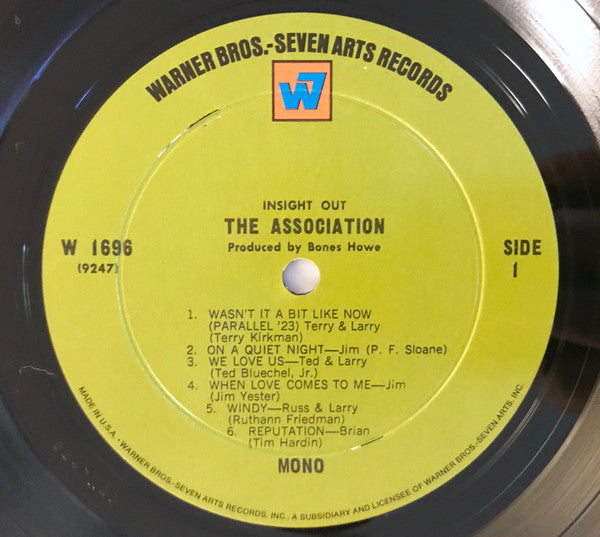 WARNER BROS.-SEVEN ARTS RECORDS
W7
INSIGHT OUT
THE ASSOCIATION
Produced by Bones Howe
W 1696
(9247)
SIDE
1
1. WASN'T IT A BIT LIKE NOW
(PARALLEL '23) Terry & Larry
(Terry Kirkman)
2. ON A QUIET NIGHT—Jim (P. F. Sloane)
3. WE LOVE US—Ted & Larry
(Ted Bluechel, Jr.)
4. WHEN LOVE COMES TO ME—Jim
(Jim Yester)
5. WINDY—Russ & Larry
(Ruthann Friedman)
6. REPUTATION—Brian
(Tim Hardin)
MONO
MADE IN U.S.A. • WARNER BROS.-SEVEN ARTS RECORDS, INC., A SUBSIDIARY AND LICENSEE OF WARNER BROS.-SEVEN ARTS, INC.